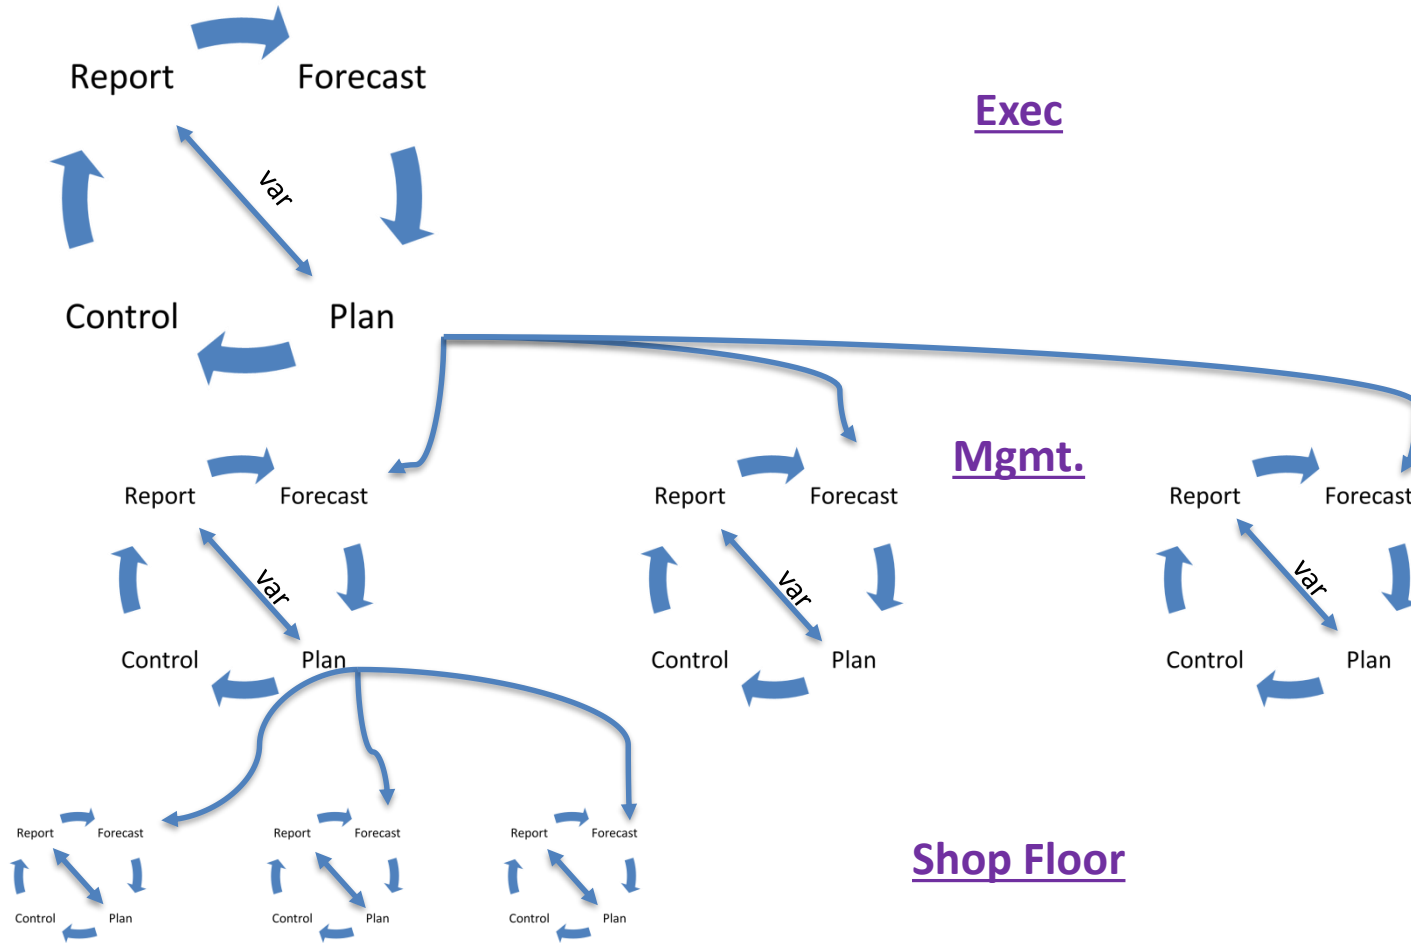 Report Forecast
Exec
var
Control Plan
Mgmt.
Report Forecast Report Forecast Report Forecast
var var var
Control Plan Control Plan Control Plan
Report Forecast Report Forecast Report Forecast
Shop Floor
Control Plan Control Plan Control Plan